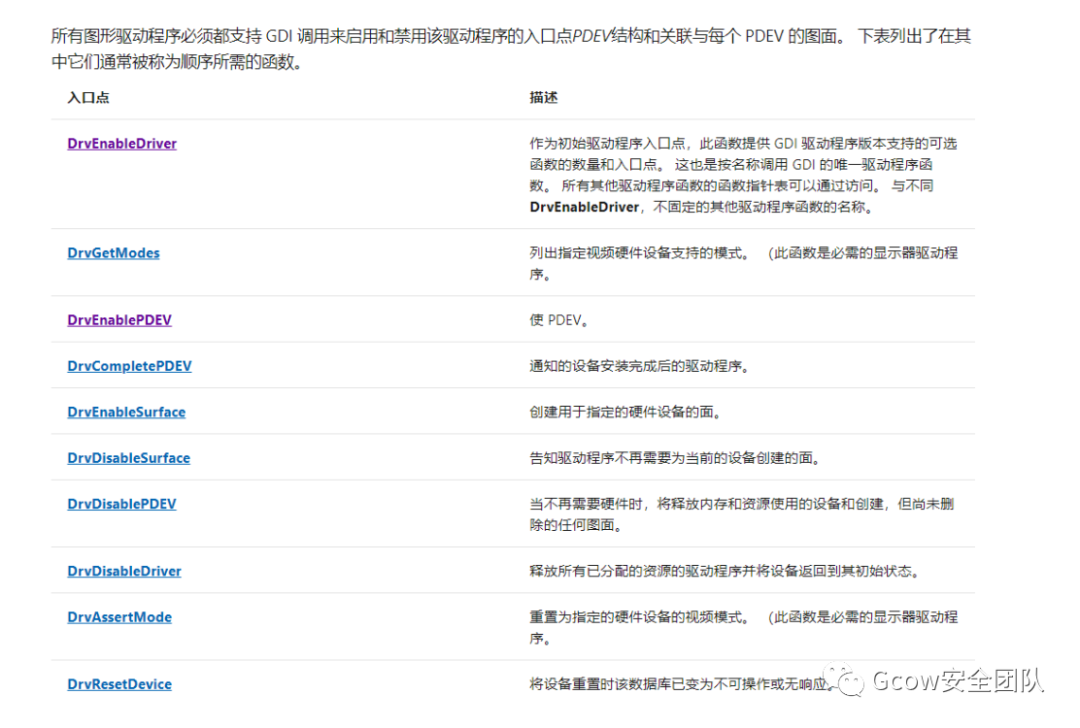 所有图形驱动程序必须都支持 GDI 调用来启用和禁用该驱动程序的入口点PDEV结构和关联与每个 PDEV 的图面。 下表列出了在其
中它们通常被称为顺序所需的函数。
入口点 描述
DrvEnableDriver 作为初始驱动程序入口点，此函数提供 GDI 驱动程序版本支持的可选
函数的数量和入口点。 这也是按名称调用 GDI 的唯一驱动程序函
数。 所有其他驱动程序函数的函数指针表可以通过访问。 与不同
DrvEnableDriver，不固定的其他驱动程序函数的名称。
DrvGetModes 列出指定视频硬件设备支持的模式。 （此函数是必需的显示器驱动程
序。
DrvEnablePDEV 使 PDEV。
DrvCompletePDEV 通知的设备安装完成后的驱动程序。
DrvEnableSurface 创建用于指定的硬件设备的面。
DrvDisableSurface 告知驱动程序不再需要为当前的设备创建的面。
DrvDisablePDEV 当不再需要硬件时，将释放内存和资源使用的设备和创建，但尚未删
除的任何图面。
DrvDisableDriver 释放所有已分配的资源的驱动程序并将设备返回到其初始状态。
DrvAssertMode 重置为指定的硬件设备的视频模式。 （此函数是必需的显示器驱动程
序。
DrvResetDevice 将设备重置时该数据库已变为不可操作或无响应。
Gcow安全团队